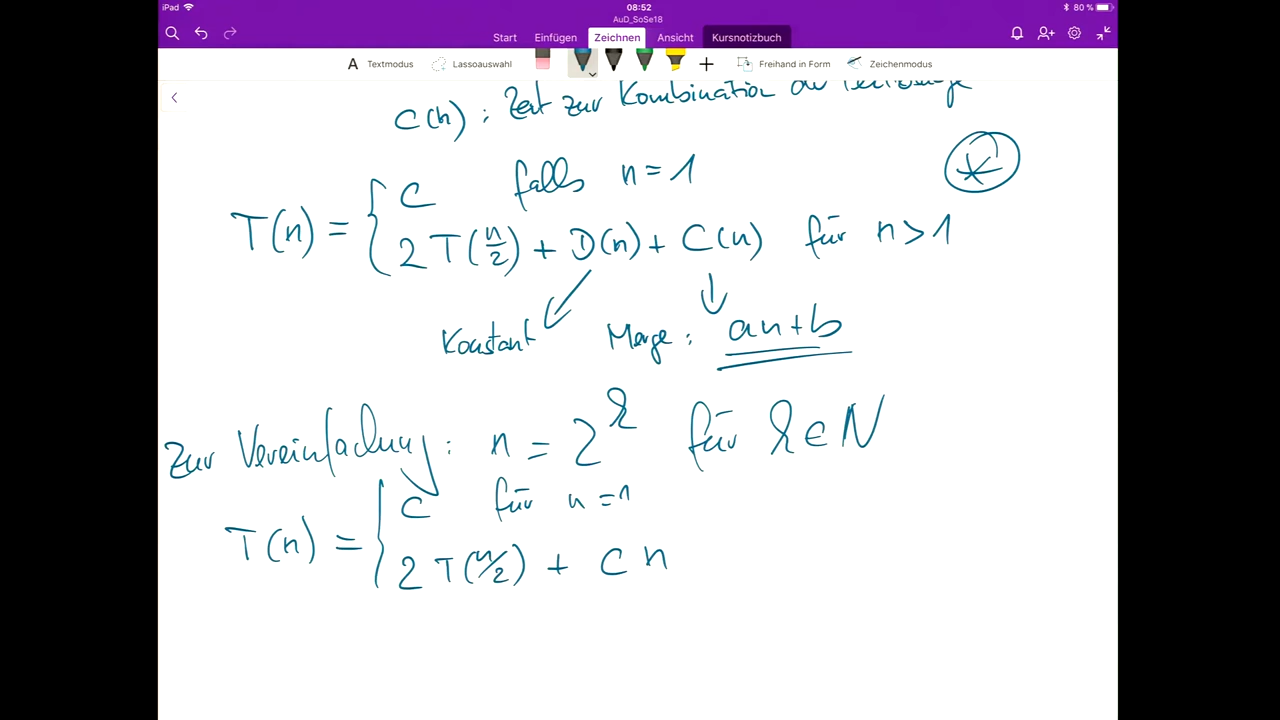 iPad 08:52 80 %
AuD_SoSe18
Start Einfügen Zeichnen Ansicht Kursnotizbuch
A Textmodus Lassoauswahl + Freihand in Form Zeichenmodus
C(n) : Zeit zur Kombination der
T(n) = { C falls n = 1
2 T(n/2) + D(n) + C(n) für n > 1
Konstant Merge : an + b
Zur Vereinfachung : n = 2^k für k ∈ N
T(n) = { C für n = 1
2 T(n/2) + C n